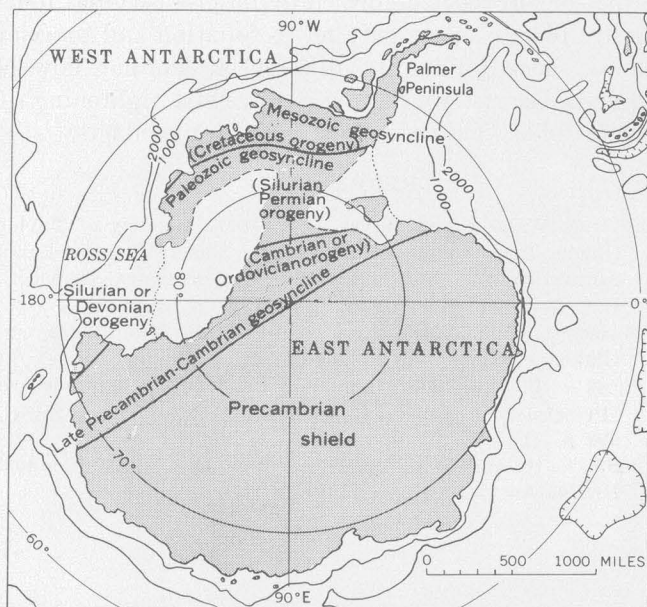 90°W
WEST ANTARCTICA
Palmer
Peninsula
2000
1000
Mesozoic geosyncline
(Cretaceous orogeny)
Paleozoic geosyncline
2000
1000
(Silurian
Permian
orogeny)
ROSS SEA
(Cambrian or
Ordovician orogeny)
80°
180°
Silurian or
Devonian
orogeny)
0°
Late Precambrian-Cambrian geosyncline
EAST ANTARCTICA
Precambrian
shield
70°
60°
0 500 1000 MILES
90°E